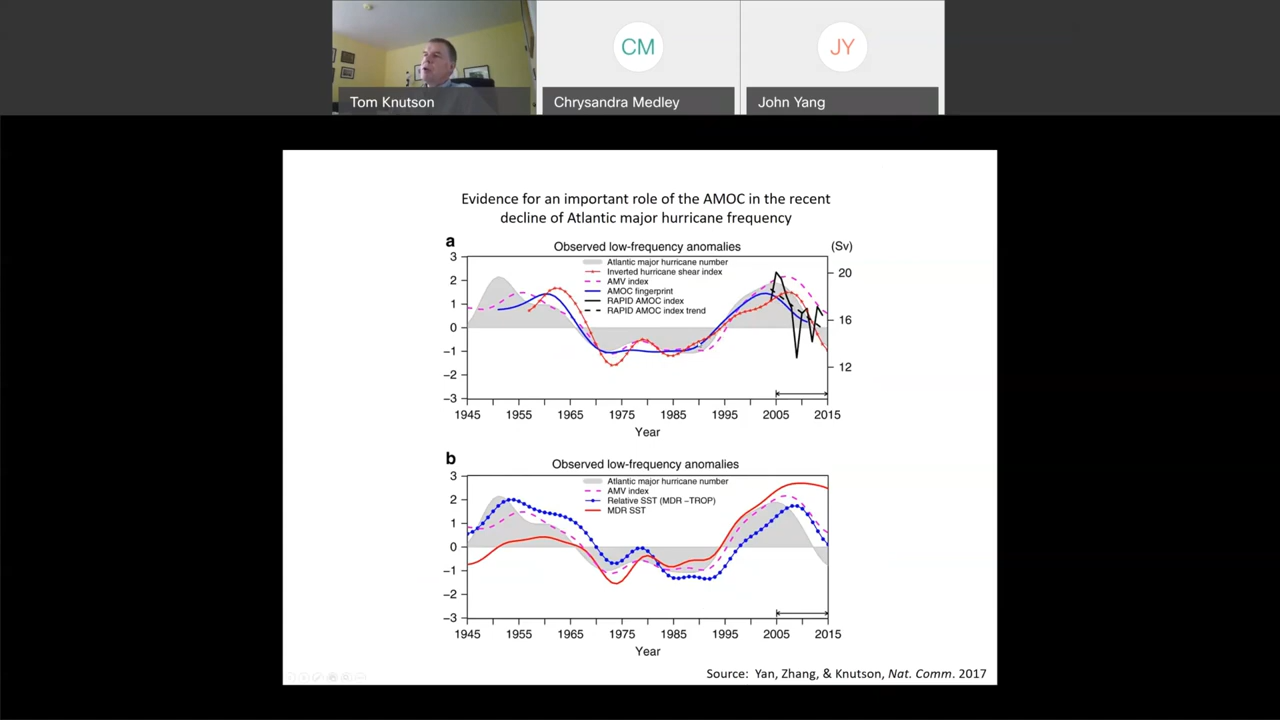 CM
JY
Tom Knutson
Chrysandra Medley
John Yang
Evidence for an important role of the AMOC in the recent
decline of Atlantic major hurricane frequency
a
Observed low-frequency anomalies
(Sv)
Atlantic major hurricane number
Inverted hurricane shear index
AMV index
AMOC fingerprint
RAPID AMOC index
RAPID AMOC index trend
3
2
1
0
−1
−2
−3
20
16
12
1945 1955 1965 1975 1985 1995 2005 2015
Year
b
Observed low-frequency anomalies
Atlantic major hurricane number
AMV index
Relative SST (MDR −TROP)
MDR SST
3
2
1
0
−1
−2
−3
1945 1955 1965 1975 1985 1995 2005 2015
Year
Source: Yan, Zhang, & Knutson, Nat. Comm. 2017